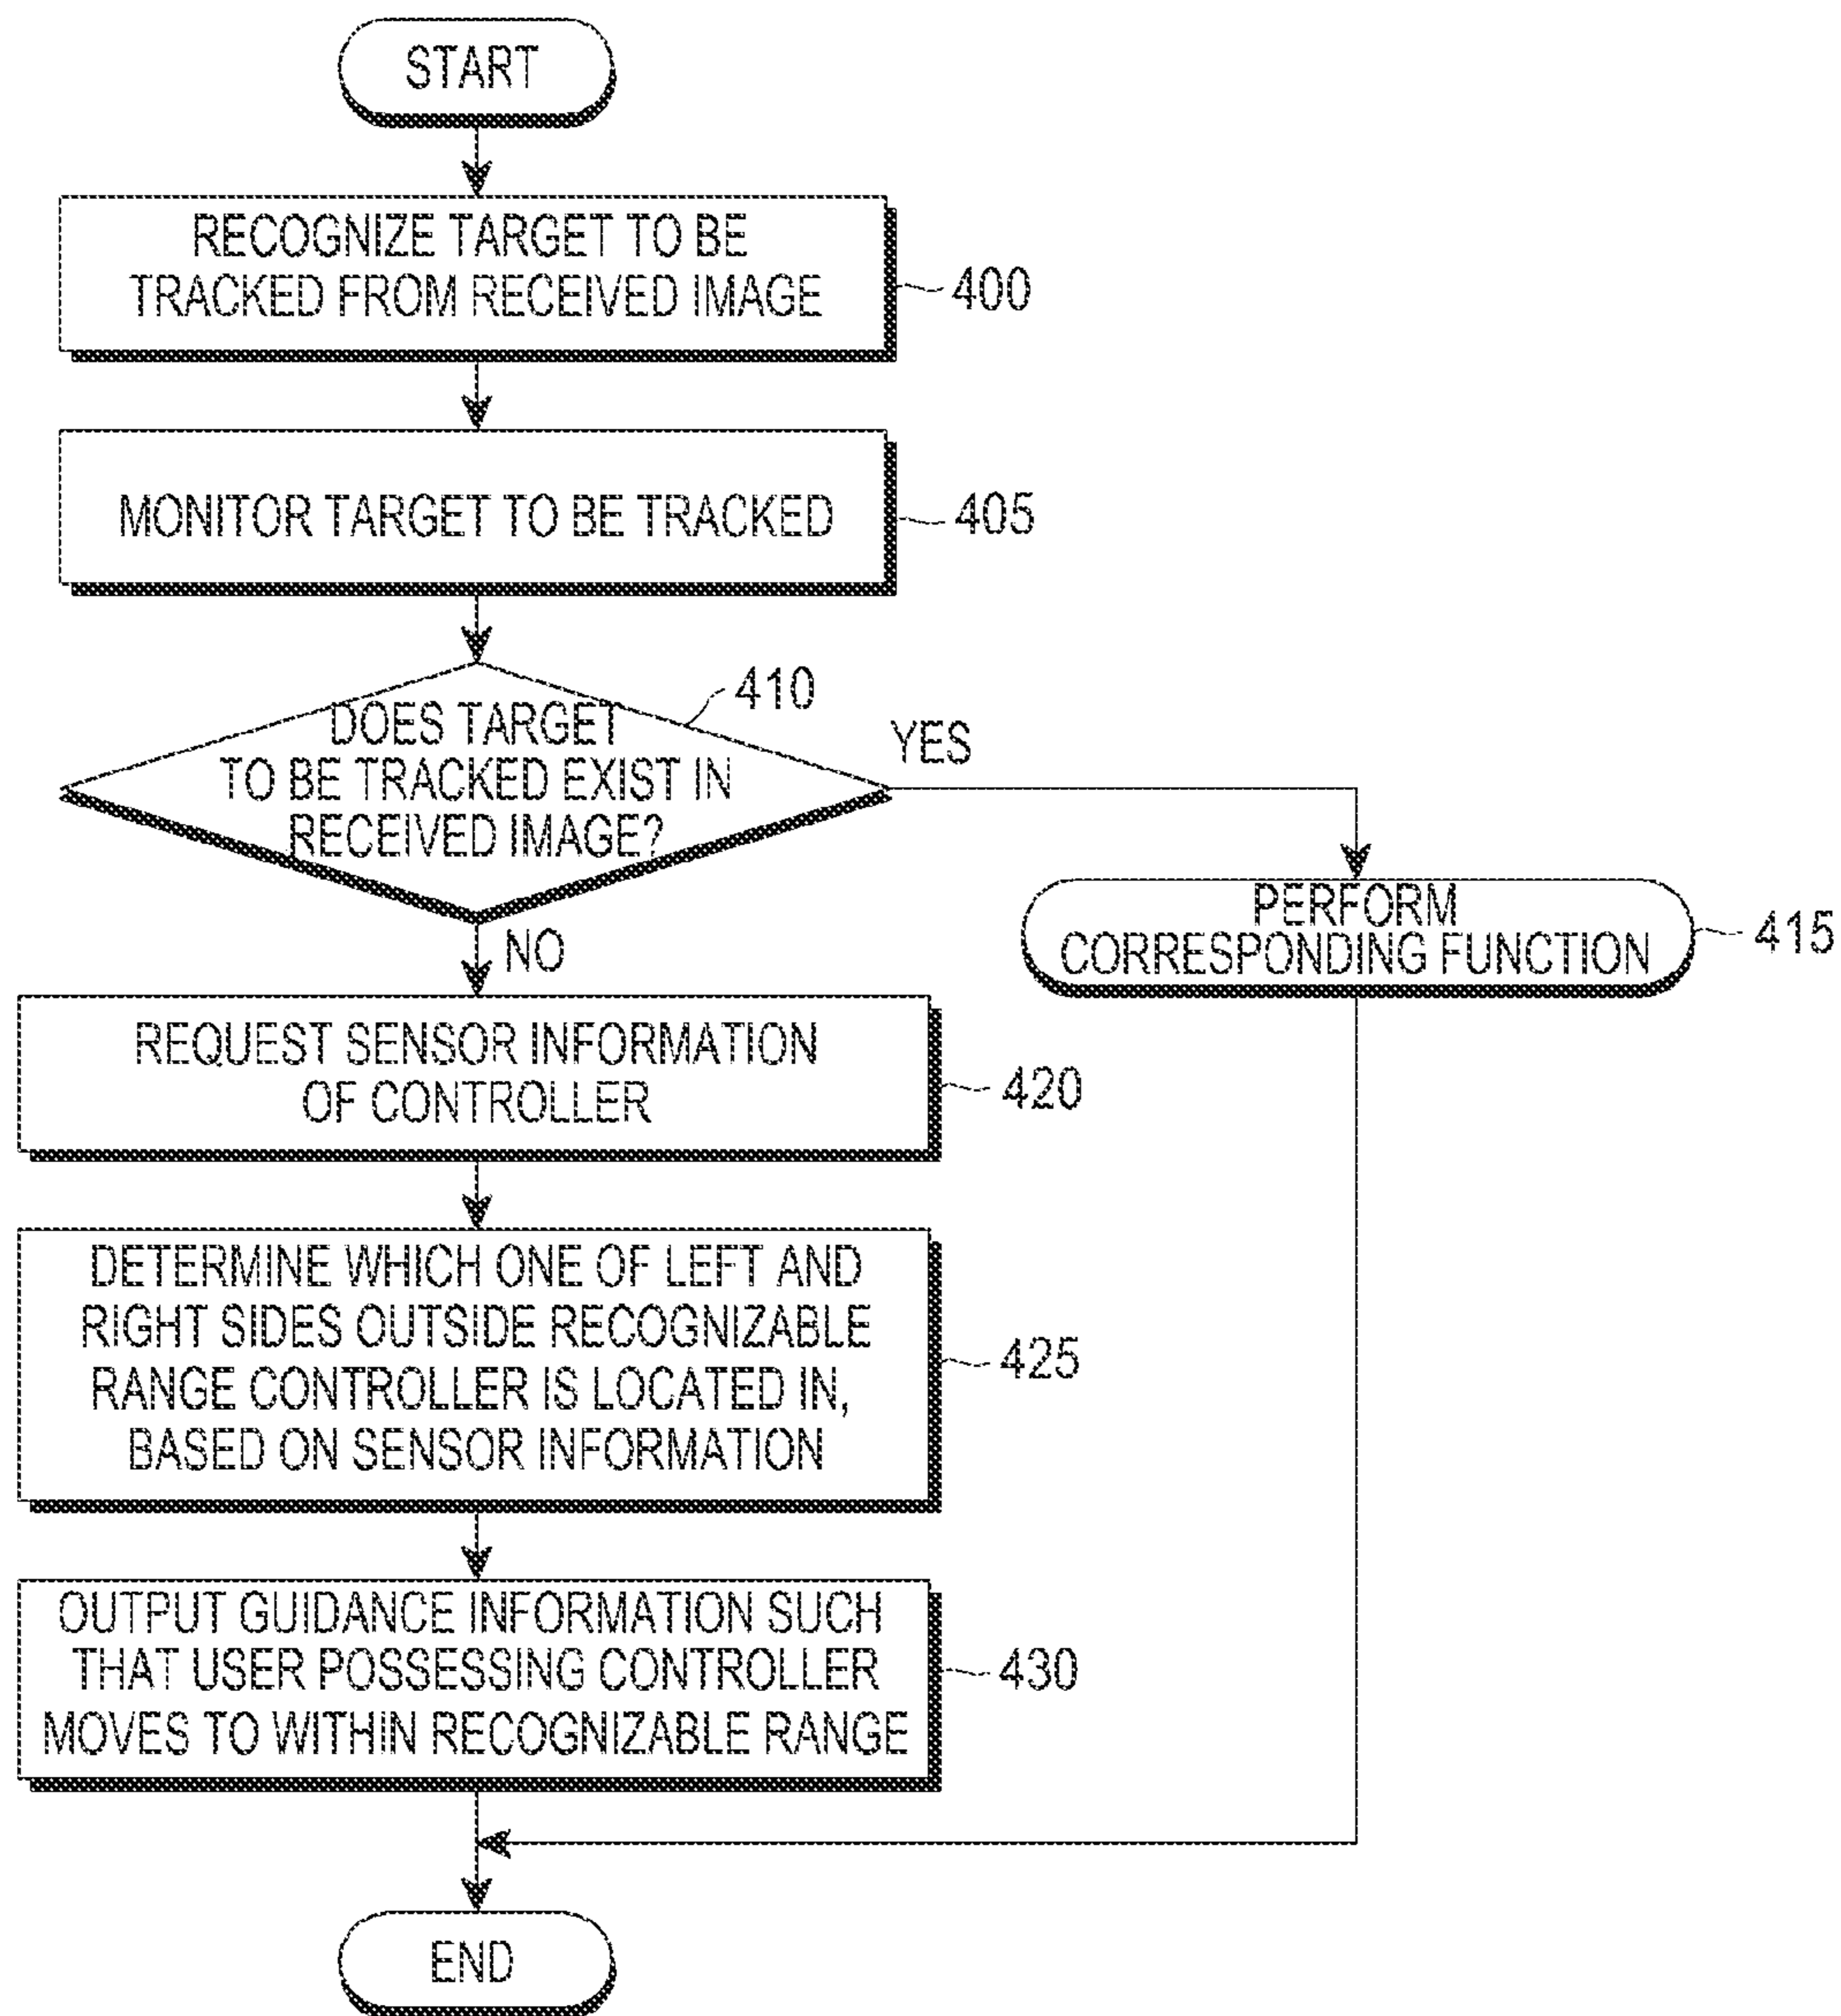 START
RECOGNIZE TARGET TO BE
TRACKED FROM RECEIVED IMAGE
400
MONITOR TARGET TO BE TRACKED
405
410
DOES TARGET
TO BE TRACKED EXIST IN
RECEIVED IMAGE?
YES
NO
PERFORM
CORRESPONDING FUNCTION
415
REQUEST SENSOR INFORMATION
OF CONTROLLER
420
DETERMINE WHICH ONE OF LEFT AND
RIGHT SIDES OUTSIDE RECOGNIZABLE
RANGE CONTROLLER IS LOCATED IN,
BASED ON SENSOR INFORMATION
425
OUTPUT GUIDANCE INFORMATION SUCH
THAT USER POSSESSING CONTROLLER
MOVES TO WITHIN RECOGNIZABLE RANGE
430
END